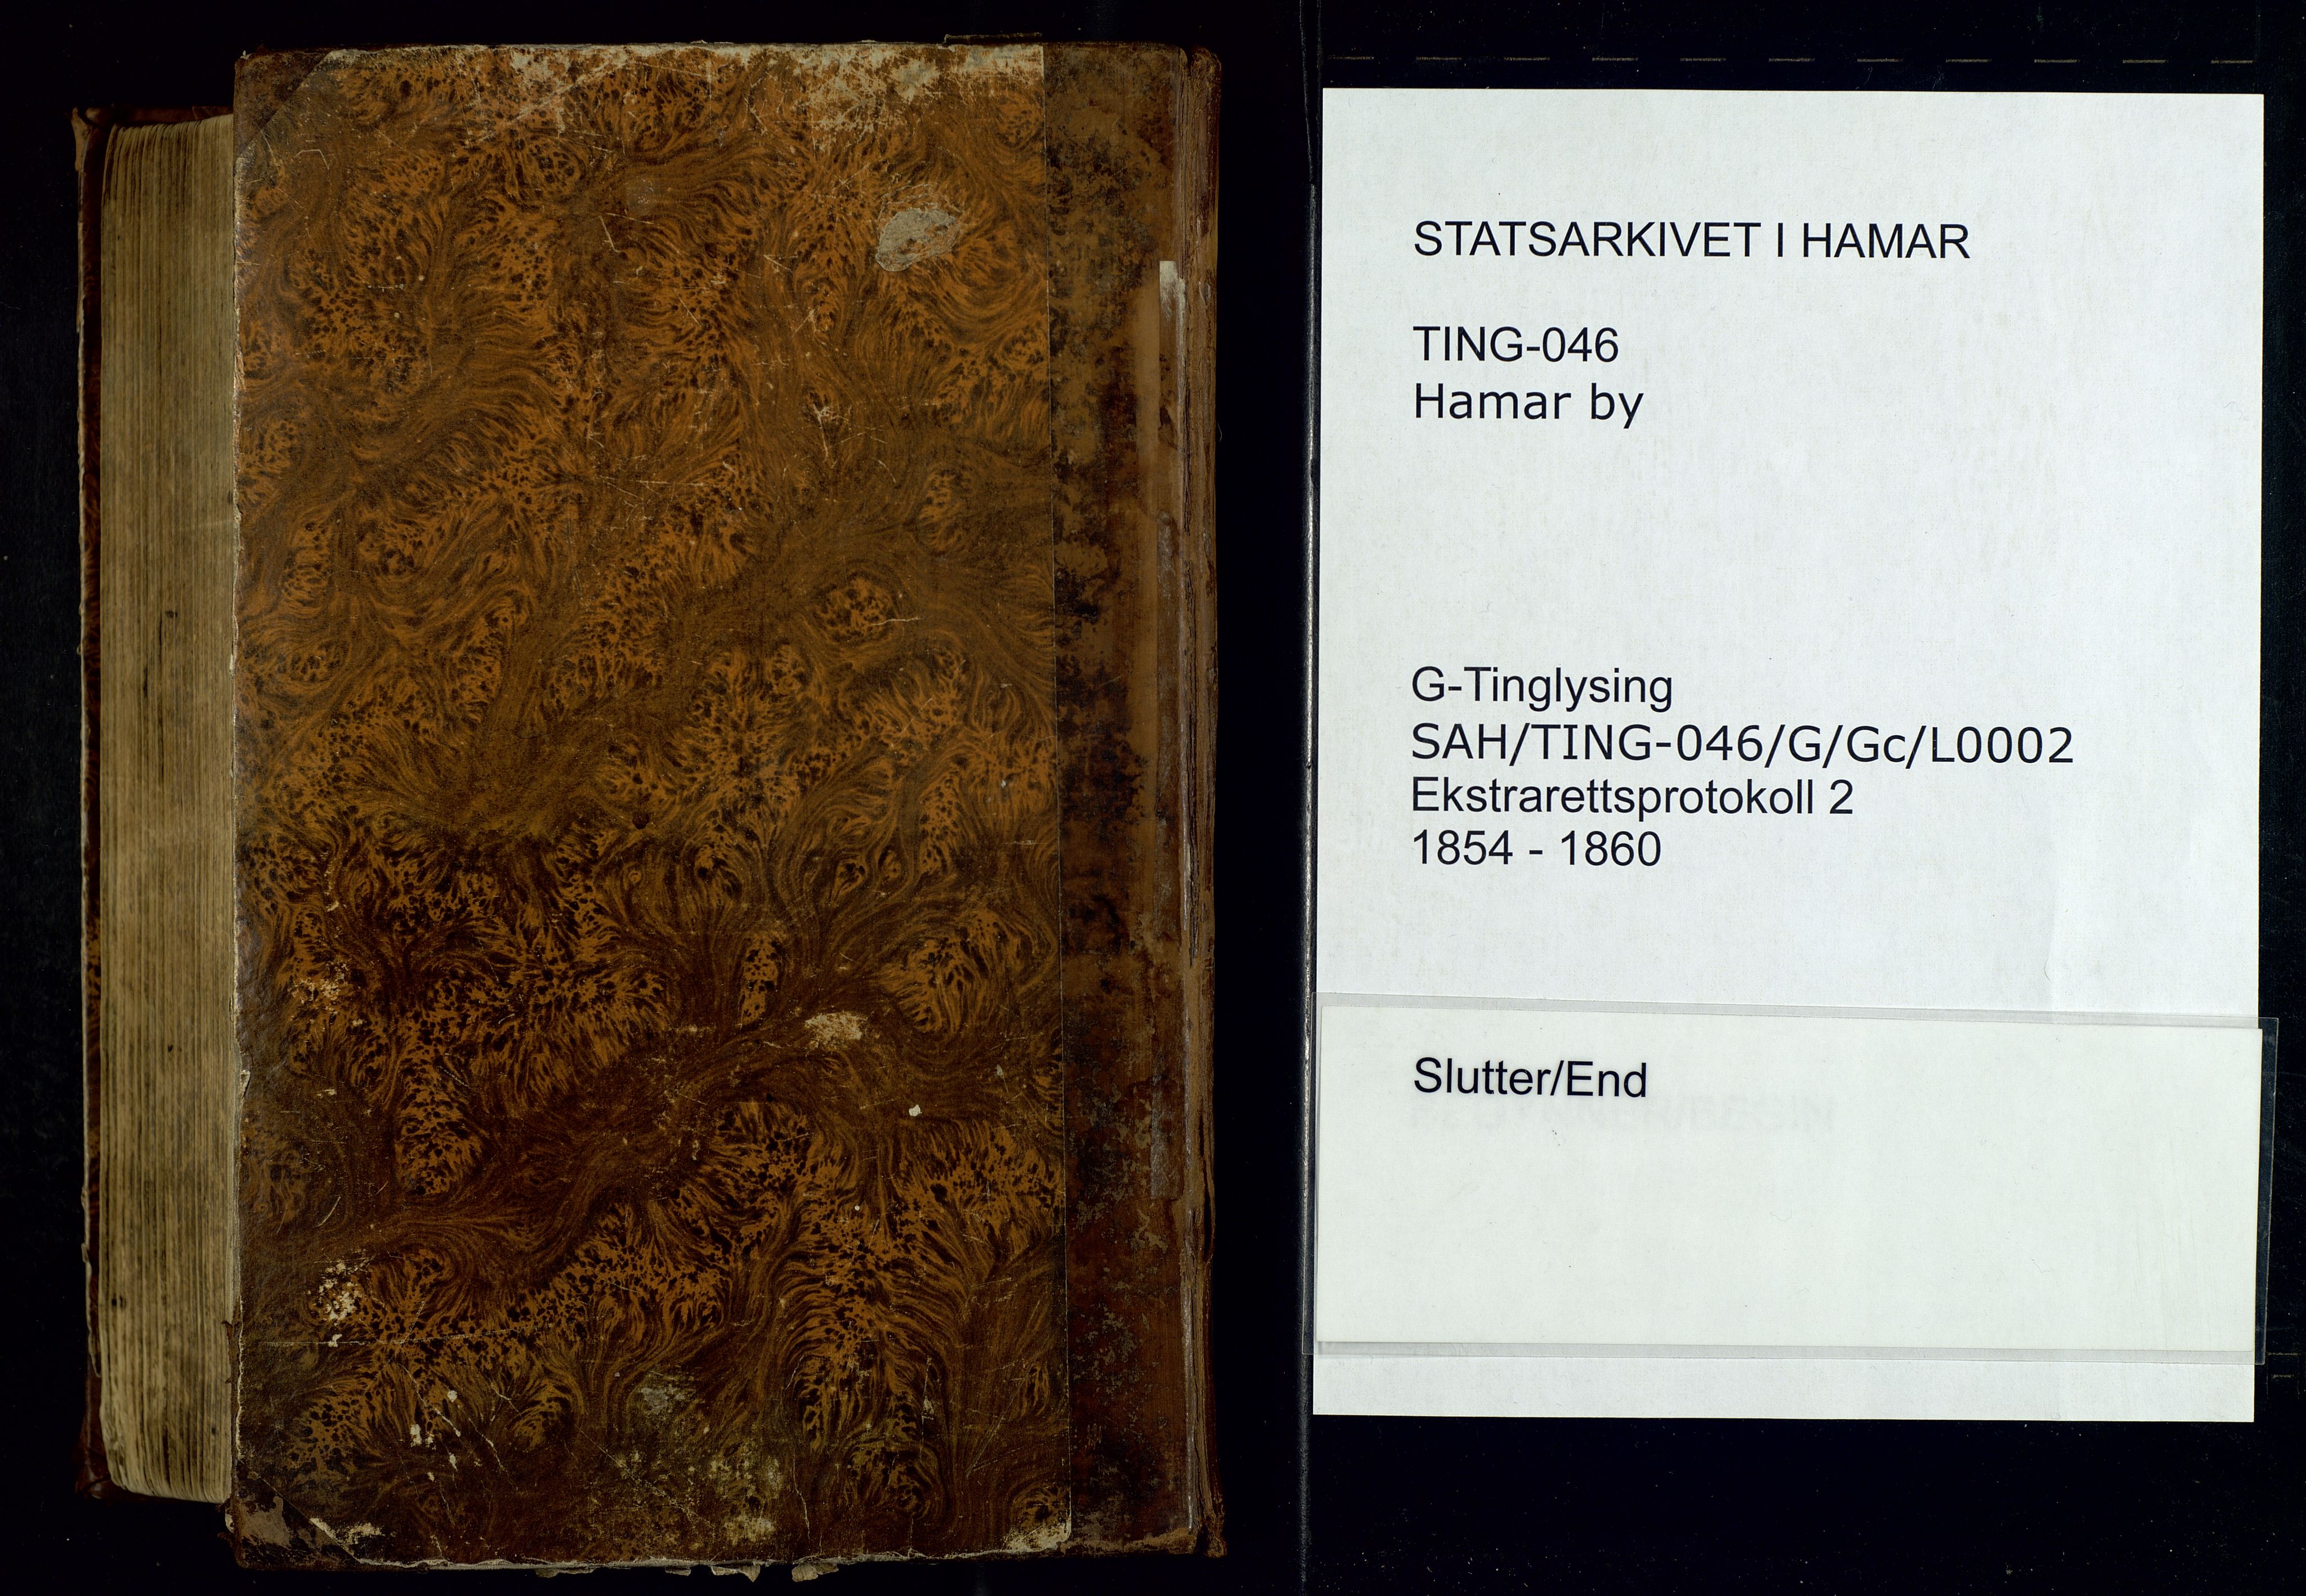 STATSARKIVET I HAMAR
TING-046
Hamar by
G-Tinglysing
SAH/TING-046/G/Gc/L0002
Ekstrarettsprotokoll 2
1854 - 1860
Slutter/End